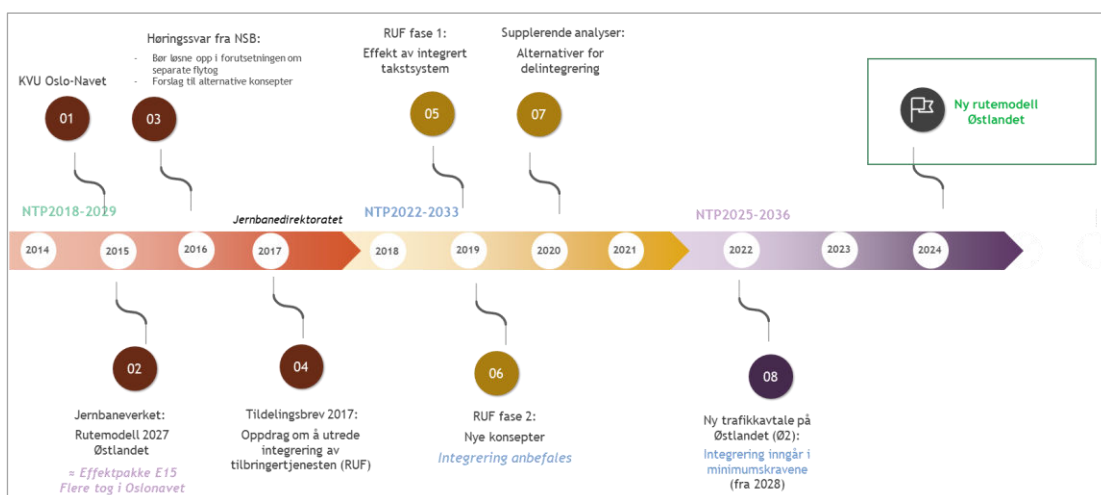 KVU Oslo-Navet
01
Høringssvar fra NSB:
- Bør løsne opp i forutsetningen om
separate flytog
- Forslag til alternative konsepter
03
RUF fase 1:
Effekt av integrert
takstsystem
05
Supplerende analyser:
Alternativer for
delintegrering
07
Ny rutemodell
Østlandet
NTP2018-2029
Jernbanedirektoratet
NTP2022-2033
NTP2025-2036
2014
2015
2016
2017
2018
2019
2020
2021
2022
2023
2024
02
Jernbaneverket:
Rutemodell 2027
Østlandet
= Effektpakke E15
Flere tog i Oslonavet
04
Tildelingsbrev 2017:
Oppdrag om å utrede
integrering av
tilbringertjenesten (RUF)
06
RUF fase 2:
Nye konsepter
Integrering anbefales
08
Ny trafikkavtale på
Østlandet (Ø2):
Integrering inngår i
minimumskravene
(fra 2028)